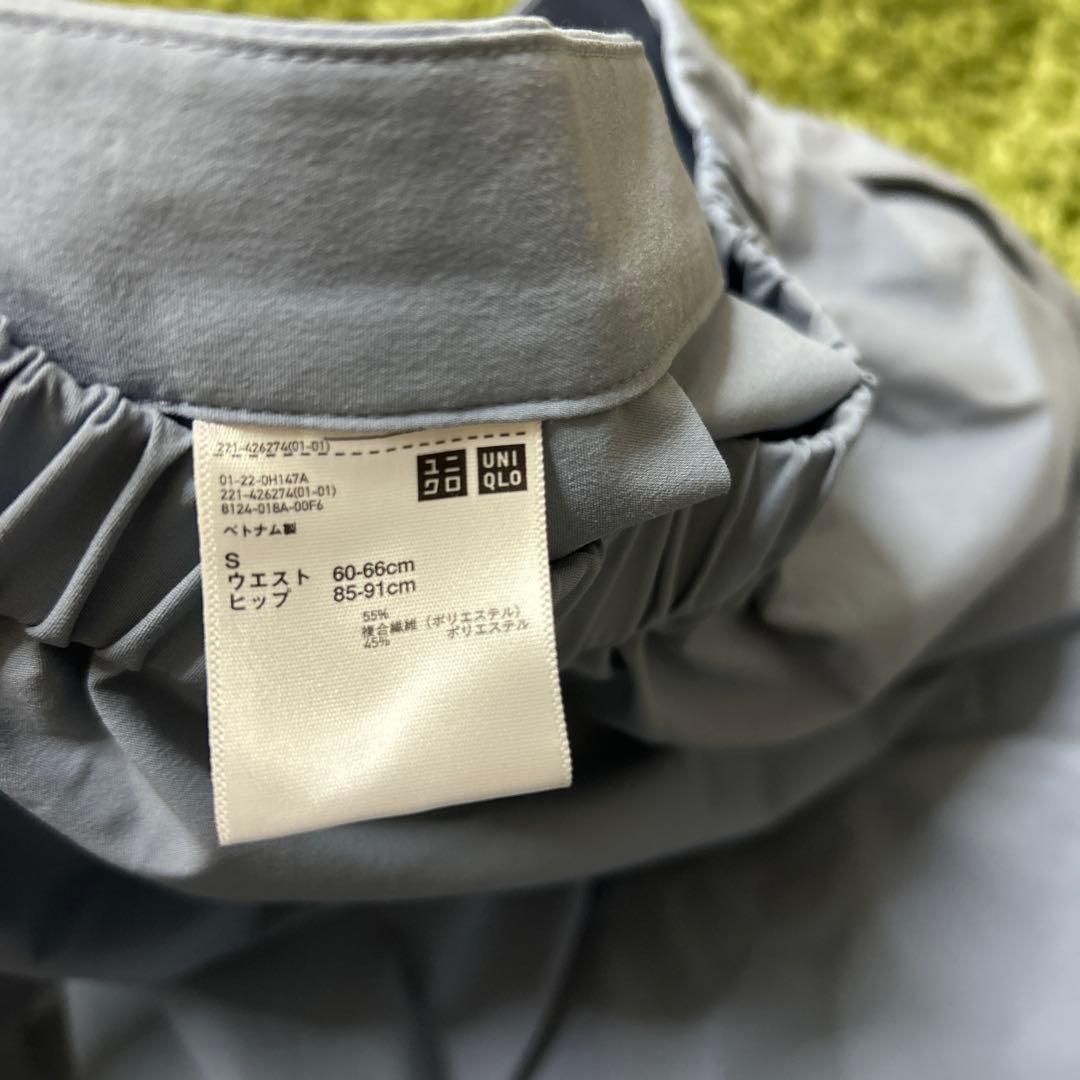 271-426274(01-01)
01-22-0H147A
221-426274(01-01)
8124-018A-00F6
ベトナム製
ユニ
クロ
UNI
QLO
S
ウエスト 60-66cm
ヒップ 85-91cm
55%
複合繊維（ポリエステル）
ポリエステル
45%